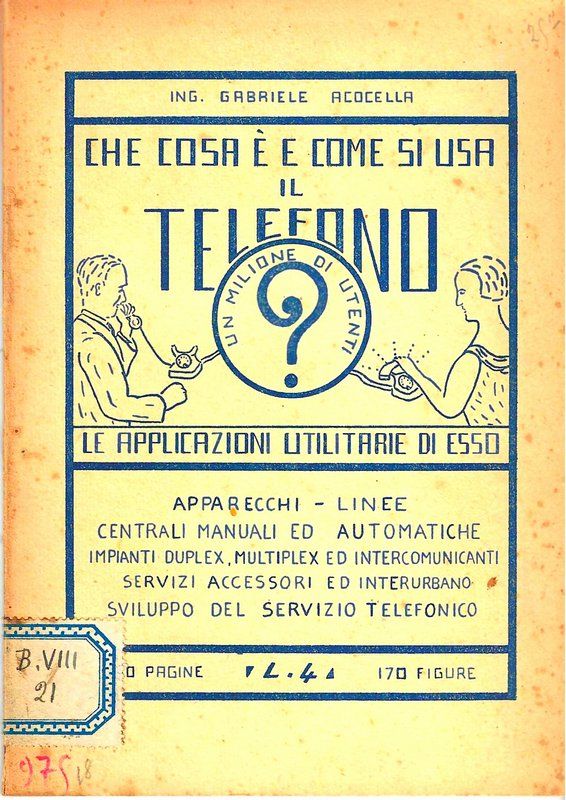 ING. GABRIELE ACOCELLA
CHE COSA È E COME SI USA
IL
TELEFONO
UN MILIONE DI UTENTI
?
LE APPLICAZIONI UTILITARIE DI ESSO
APPARECCHI - LINEE
CENTRALI MANUALI ED AUTOMATICHE
IMPIANTI DUPLEX, MULTIPLEX ED INTERCOMUNICANTI
SERVIZI ACCESSORI ED INTERURBANO
SVILUPPO DEL SERVIZIO TELEFONICO
0 PAGINE L. 4 170 FIGURE
B. VIII
21
975